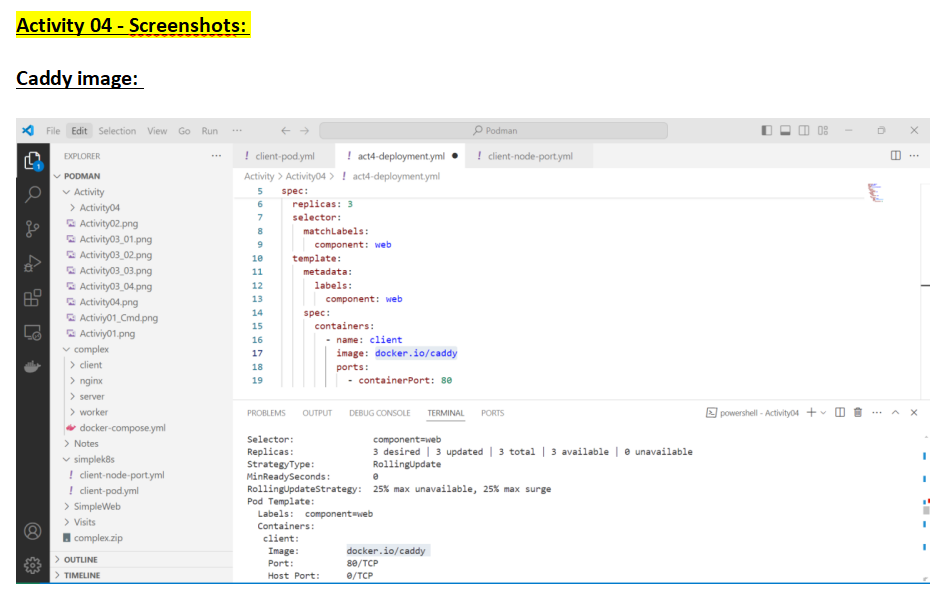 Activity 04 - Screenshots:
Caddy image:
File Edit Selection View Go Run ··· Podman
EXPLORER ···
PODMAN
Activity
Activity04
Activity02.png
Activity03_01.png
Activity03_02.png
Activity03_03.png
Activity03_04.png
Activity04.png
Activiy01_Cmd.png
Activiy01.png
complex
client
nginx
server
worker
docker-compose.yml
Notes
simplek8s
client-node-port.yml
client-pod.yml
SimpleWeb
Visits
complex.zip
OUTLINE
TIMELINE
! client-pod.yml ! act4-deployment.yml ● ! client-node-port.yml
Activity > Activity04 > ! act4-deployment.yml
5 spec:
6 replicas: 3
7 selector:
8 matchLabels:
9 component: web
10 template:
11 metadata:
12 labels:
13 component: web
14 spec:
15 containers:
16 - name: client
17 image: docker.io/caddy
18 ports:
19 - containerPort: 80
PROBLEMS OUTPUT DEBUG CONSOLE TERMINAL PORTS powershell - Activity04
Selector: component=web
Replicas: 3 desired | 3 updated | 3 total | 3 available | 0 unavailable
StrategyType: RollingUpdate
MinReadySeconds: 0
RollingUpdateStrategy: 25% max unavailable, 25% max surge
Pod Template:
Labels: component=web
Containers:
client:
Image: docker.io/caddy
Port: 80/TCP
Host Port: 0/TCP